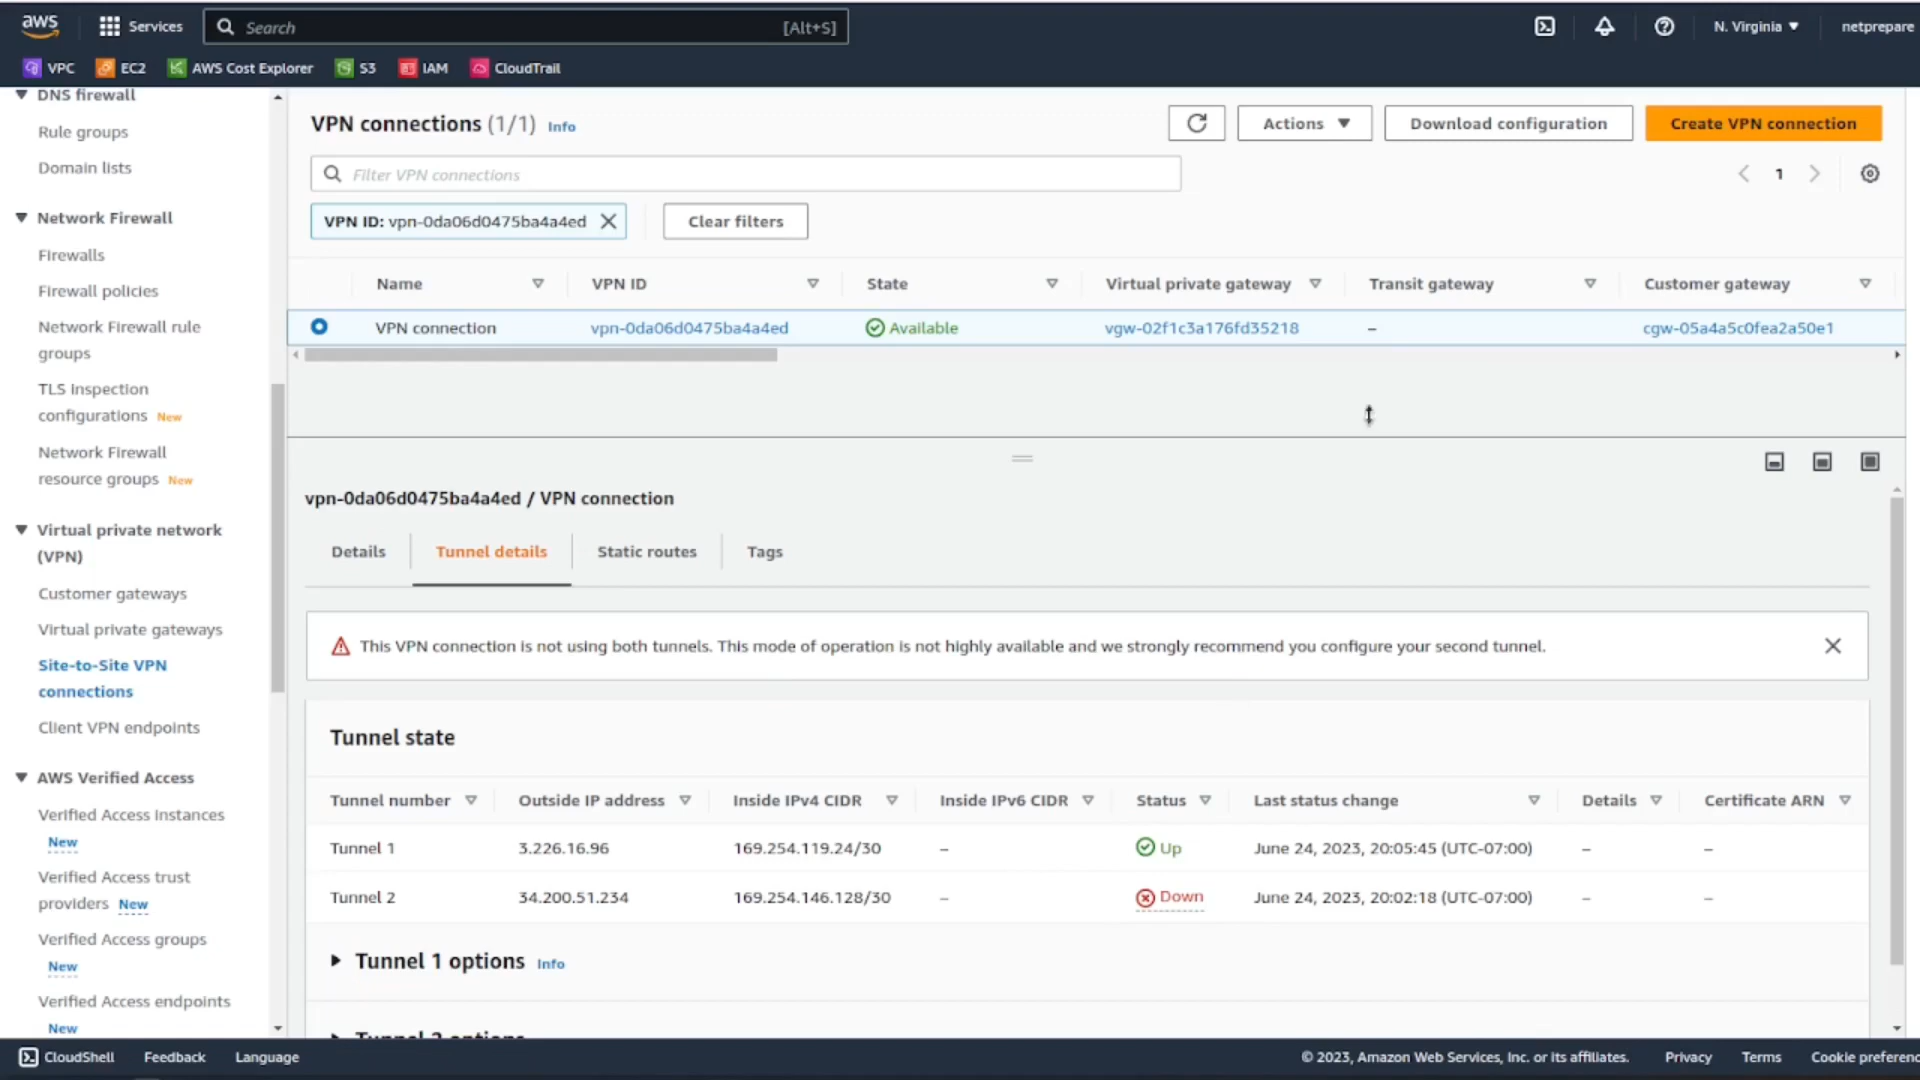 aws
Services
Search [Alt+S]
N. Virginia ▼
netprepare
VPC
EC2
AWS Cost Explorer
S3
IAM
CloudTrail
DNS firewall
Rule groups
Domain lists
Network Firewall
Firewalls
Firewall policies
Network Firewall rule
groups
TLS Inspection
configurations New
Network Firewall
resource groups New
Virtual private network
(VPN)
Customer gateways
Virtual private gateways
Site-to-Site VPN
connections
Client VPN endpoints
AWS Verified Access
Verified Access instances
New
Verified Access trust
providers New
Verified Access groups
New
Verified Access endpoints
New
VPN connections (1/1) Info
Actions ▼
Download configuration
Create VPN connection
Filter VPN connections
1
VPN ID: vpn-0da06d0475ba4a4ed
Clear filters
Name VPN ID State Virtual private gateway Transit gateway Customer gateway
VPN connection vpn-0da06d0475ba4a4ed Available vgw-02f1c3a176fd35218 – cgw-05a4a5c0fea2a50e1
vpn-0da06d0475ba4a4ed / VPN connection
Details Tunnel details Static routes Tags
This VPN connection is not using both tunnels. This mode of operation is not highly available and we strongly recommend you configure your second tunnel.
Tunnel state
Tunnel number Outside IP address Inside IPv4 CIDR Inside IPv6 CIDR Status Last status change Details Certificate ARN
Tunnel 1 3.226.16.96 169.254.119.24/30 – Up June 24, 2023, 20:05:45 (UTC-07:00) – –
Tunnel 2 34.200.51.234 169.254.146.128/30 – Down June 24, 2023, 20:02:18 (UTC-07:00) – –
Tunnel 1 options Info
Tunnel 2 options
CloudShell Feedback Language
© 2023, Amazon Web Services, Inc. or its affiliates. Privacy Terms Cookie preferenc